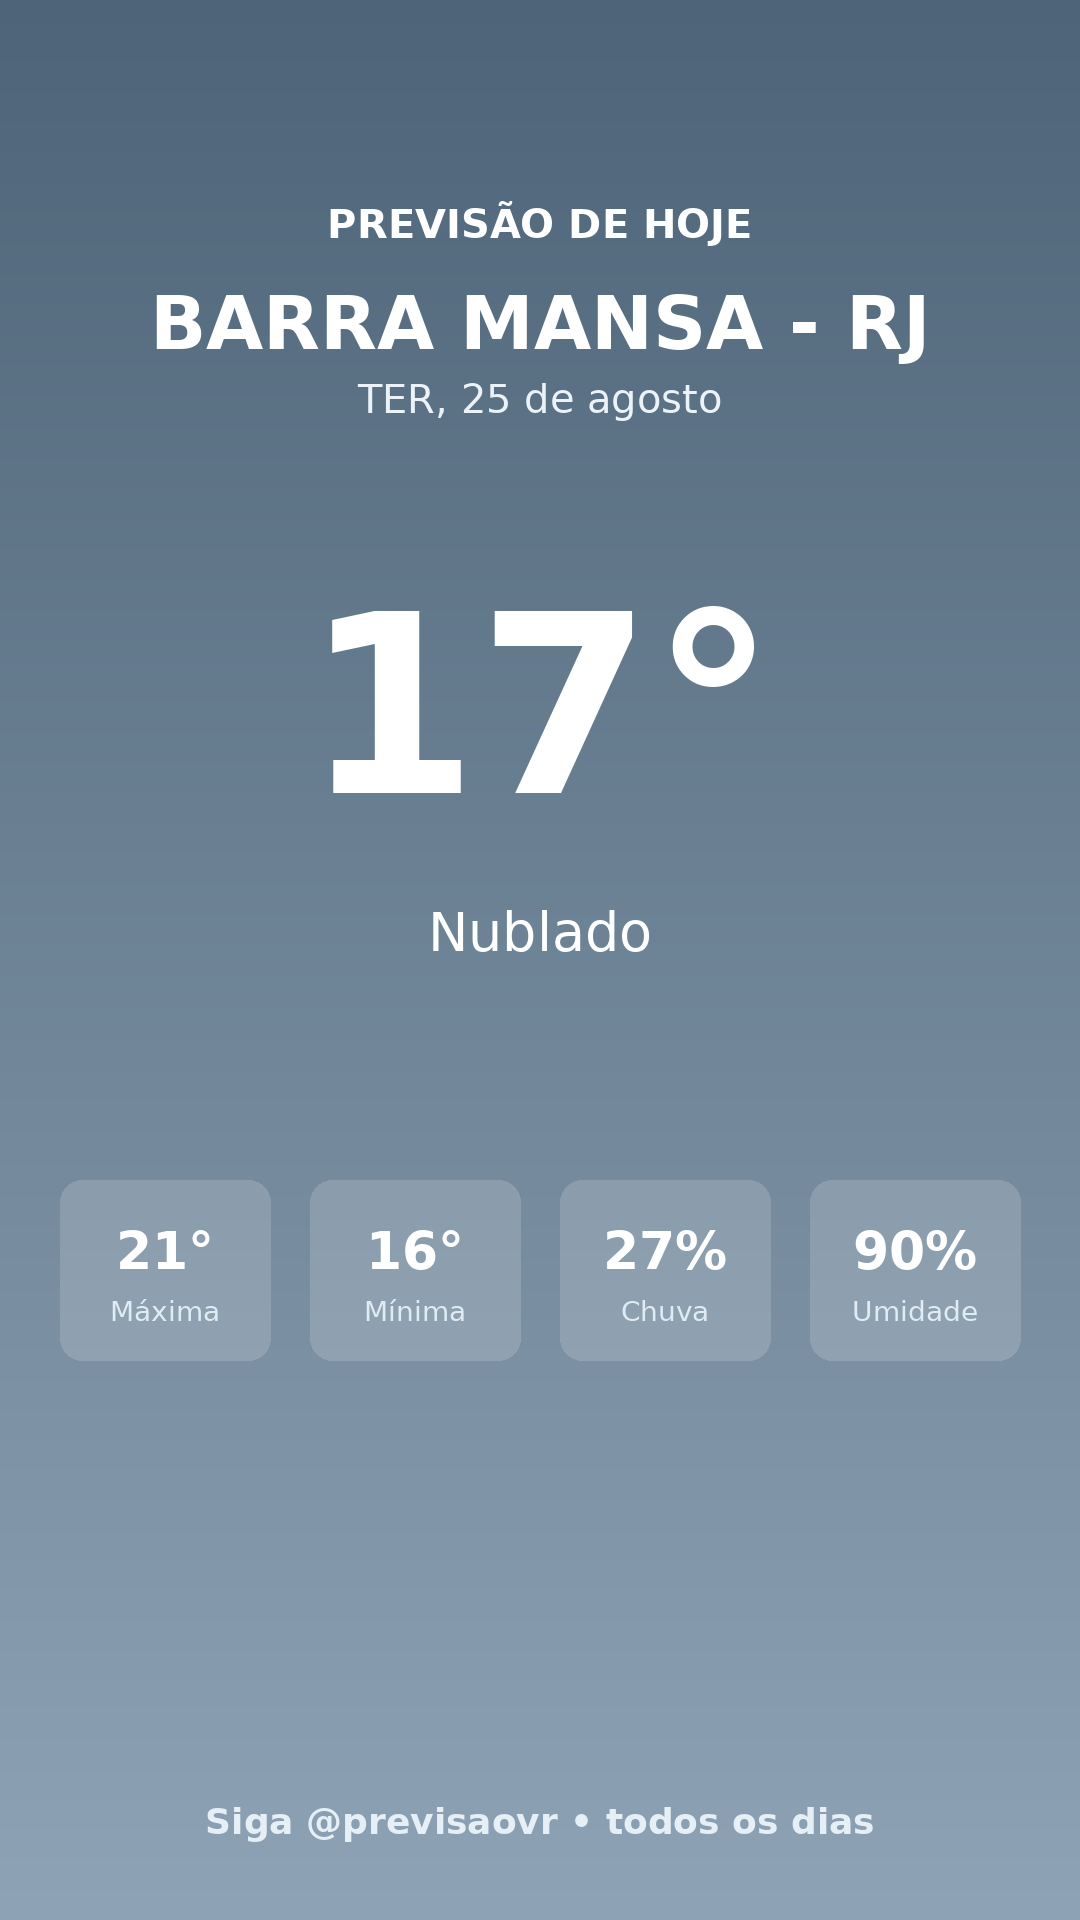 PREVISÃO DE HOJE
BARRA MANSA - RJ
TER, 25 de agosto
17°
Nublado
21° 16° 27% 90%
Máxima Mínima Chuva Umidade
Siga @previsaovr • todos os dias